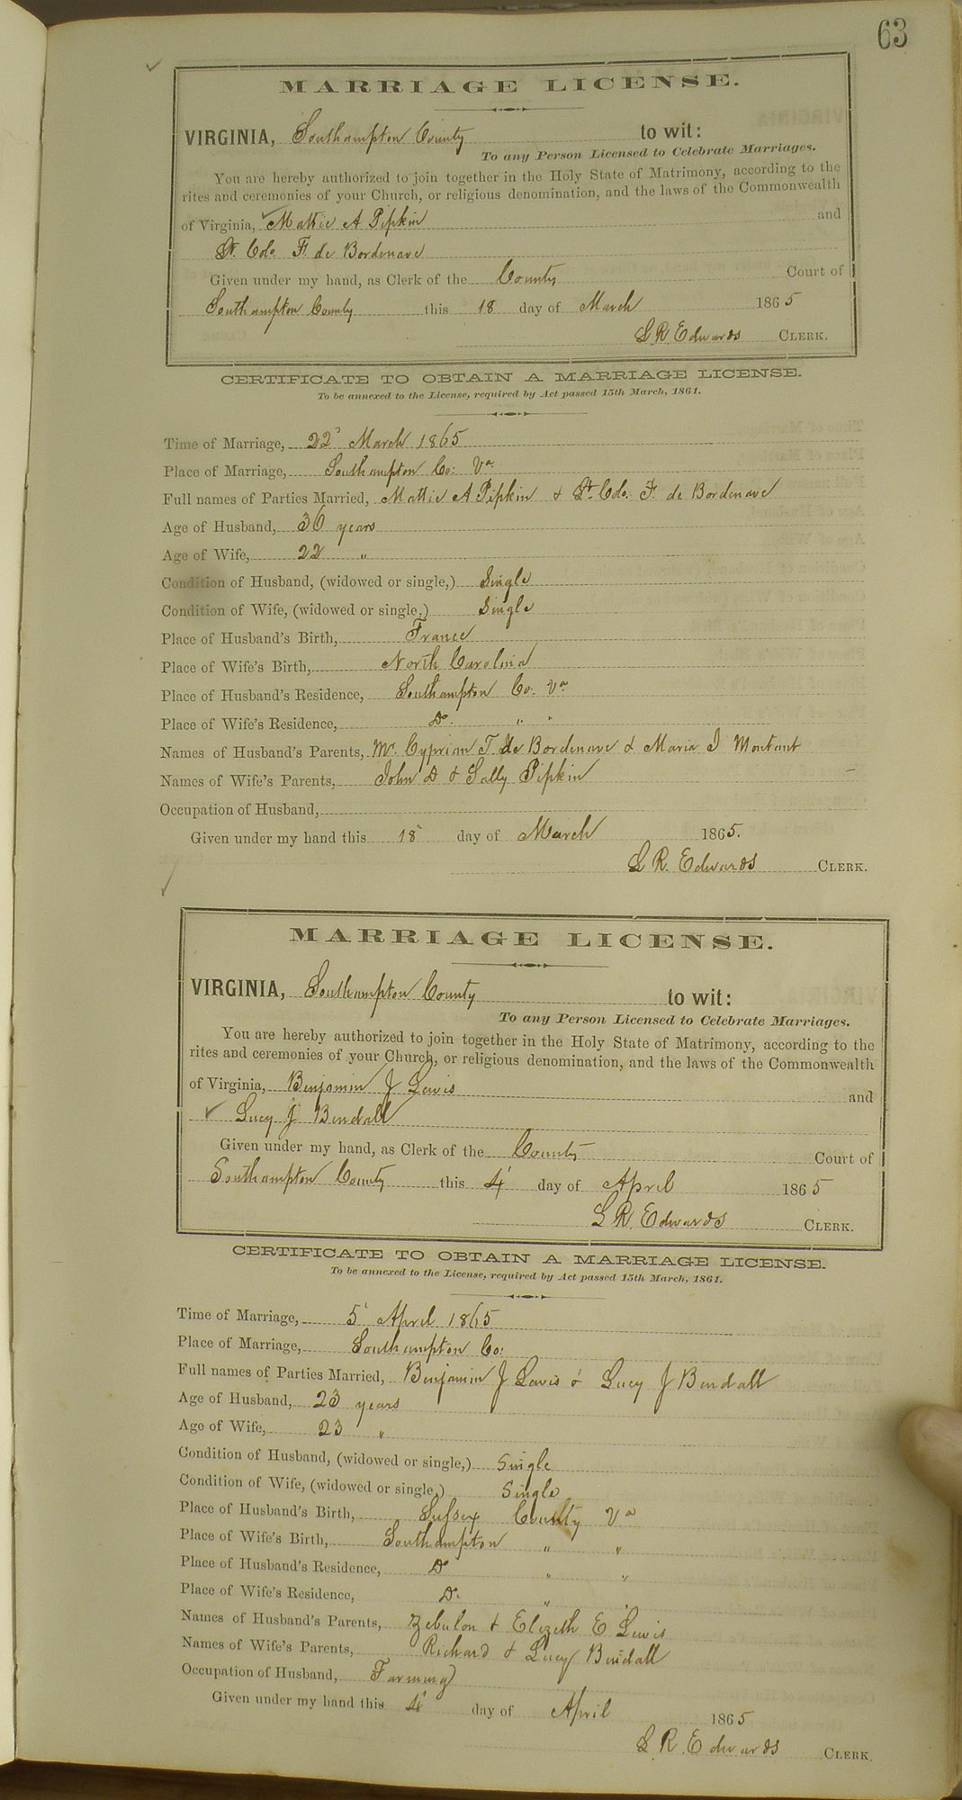 63
MARRIAGE LICENSE.
VIRGINIA, Southampton County to wit:
To any Person Licensed to Celebrate Marriages.
You are hereby authorized to join together in the Holy State of Matrimony, according to the
rites and ceremonies of your Church, or religious denomination, and the laws of the Commonwealth
of Virginia, Mattie A Pipkin and
Lt. Colo. F. de Bordenave
Given under my hand, as Clerk of the County Court of
Southampton County this 18 day of March 1865
L R Edwards CLERK.
CERTIFICATE TO OBTAIN A MARRIAGE LICENSE.
To be annexed to the License, required by Act passed 15th March, 1861.
Time of Marriage, 22' March 1865
Place of Marriage, Southampton Co: Va.
Full names of Parties Married, Mattie A Pipkin & Lt. Colo. F. de Bordenave
Age of Husband, 36 years
Age of Wife, 22 "
Condition of Husband, (widowed or single,) Single
Condition of Wife, (widowed or single,) Single
Place of Husband's Birth, France
Place of Wife's Birth, North Carolina
Place of Husband's Residence, Southampton Co. Va.
Place of Wife's Residence, Do. " "
Names of Husband's Parents, Mr. Cyprian T. de Bordenave & Maria I Montant
Names of Wife's Parents, John D & Sally Pipkin
Occupation of Husband,
Given under my hand this 18' day of March 1865.
L R. Edwards CLERK.
MARRIAGE LICENSE.
VIRGINIA, Southampton County to wit:
To any Person Licensed to Celebrate Marriages.
You are hereby authorized to join together in the Holy State of Matrimony, according to the
rites and ceremonies of your Church, or religious denomination, and the laws of the Commonwealth
of Virginia, Benjamin J Lewis and
Lucy J Bendall
Given under my hand, as Clerk of the County Court of
Southampton County this 4' day of April 1865
L R. Edwards CLERK.
CERTIFICATE TO OBTAIN A MARRIAGE LICENSE.
To be annexed to the License, required by Act passed 15th March, 1861.
Time of Marriage, 5' April 1865
Place of Marriage, Southampton Co:
Full names of Parties Married, Benjamin J Lewis & Lucy J Bendall
Age of Husband, 23 years
Age of Wife, 23 "
Condition of Husband, (widowed or single,) Single
Condition of Wife, (widowed or single,) Single
Place of Husband's Birth, Sussex County Va
Place of Wife's Birth, Southampton " "
Place of Husband's Residence, Do " "
Place of Wife's Residence, Do. " "
Names of Husband's Parents, Zebulon & Elizeth E Lewis
Names of Wife's Parents, Richard & Lucy Bendall
Occupation of Husband, Farming
Given under my hand this 4' day of April 1865
L. R. Edwards CLERK.